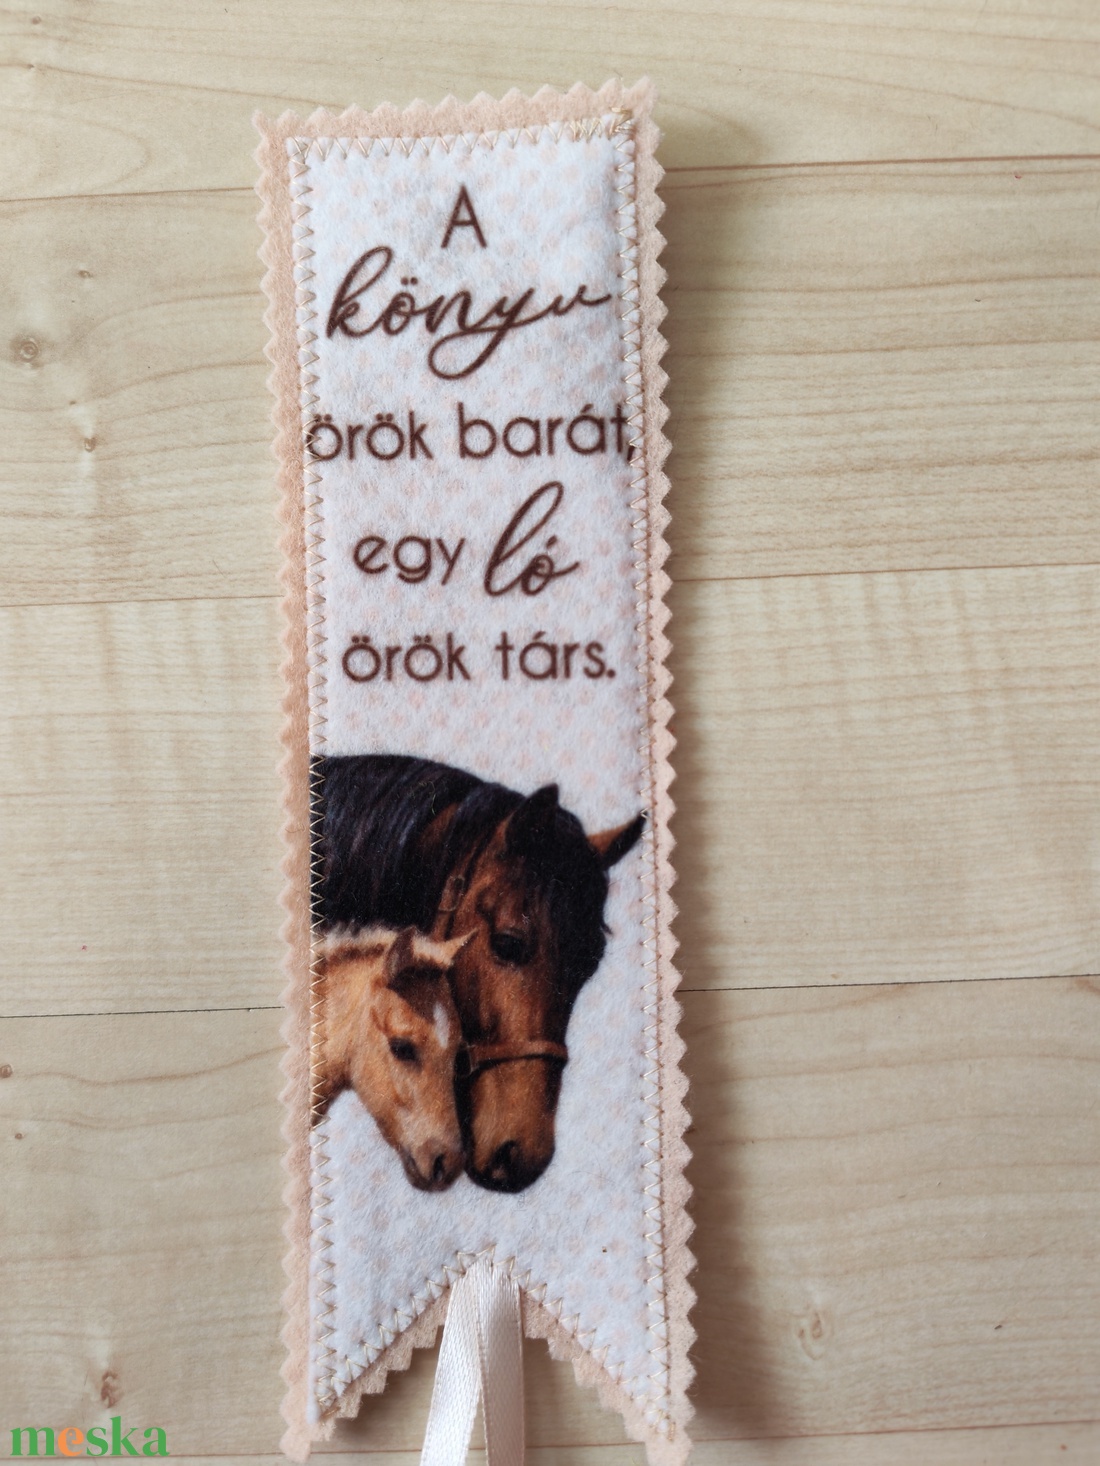 A
könyv
örök barát,
egy ló
örök társ.
meska